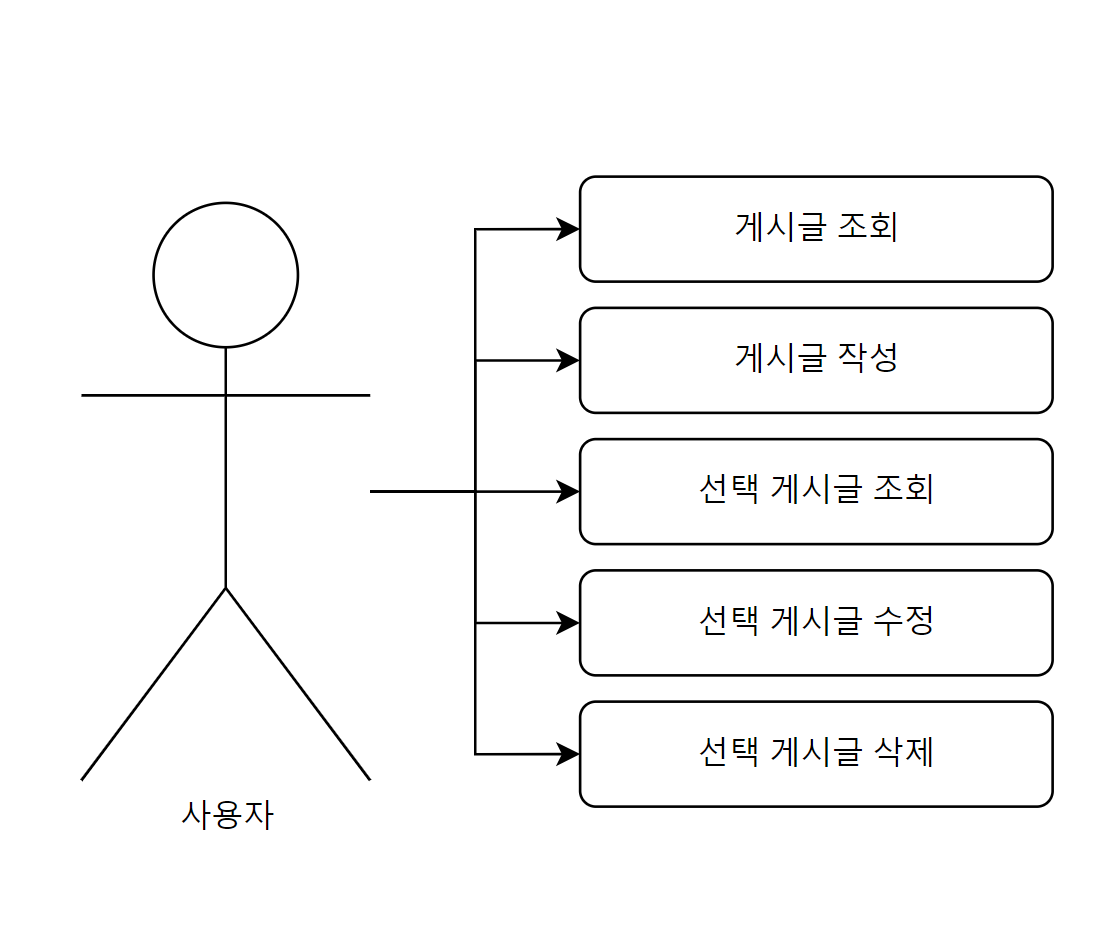 게시글 조회
게시글 작성
선택 게시글 조회
선택 게시글 수정
선택 게시글 삭제
사용자